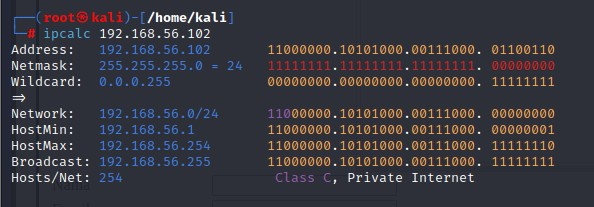 ┌──(root㉿kali)-[/home/kali]
└─# ipcalc 192.168.56.102
Address:   192.168.56.102       11000000.10101000.00111000. 01100110
Netmask:   255.255.255.0 = 24   11111111.11111111.11111111. 00000000
Wildcard:  0.0.0.255            00000000.00000000.00000000. 11111111
=>
Network:   192.168.56.0/24      11000000.10101000.00111000. 00000000
HostMin:   192.168.56.1         11000000.10101000.00111000. 00000001
HostMax:   192.168.56.254       11000000.10101000.00111000. 11111110
Broadcast: 192.168.56.255       11000000.10101000.00111000. 11111111
Hosts/Net: 254                   Class C, Private Internet